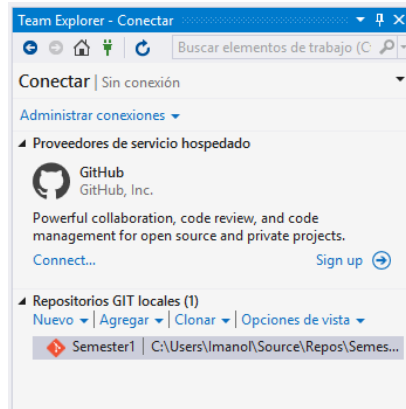 Team Explorer - Conectar
Buscar elementos de trabajo (C
Conectar | Sin conexión
Administrar conexiones
Proveedores de servicio hospedado
GitHub
GitHub, Inc.
Powerful collaboration, code review, and code
management for open source and private projects.
Connect... Sign up
Repositorios GIT locales (1)
Nuevo | Agregar | Clonar | Opciones de vista
Semester1 | C:\Users\Imanol\Source\Repos\Semes...